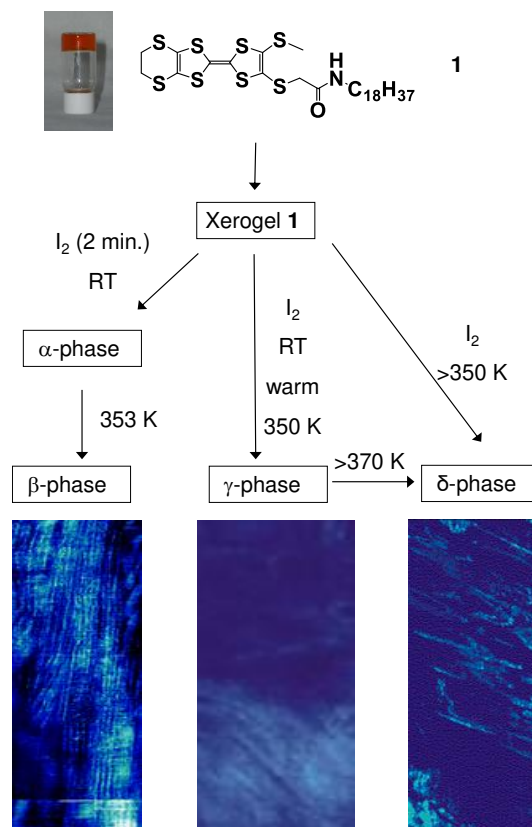 S S S S N H 1
S S S S O C₁₈H₃₇
Xerogel 1
I₂ (2 min.)
RT
α-phase
353 K
β-phase
I₂
RT
warm
350 K
γ-phase
>370 K
I₂
>350 K
δ-phase